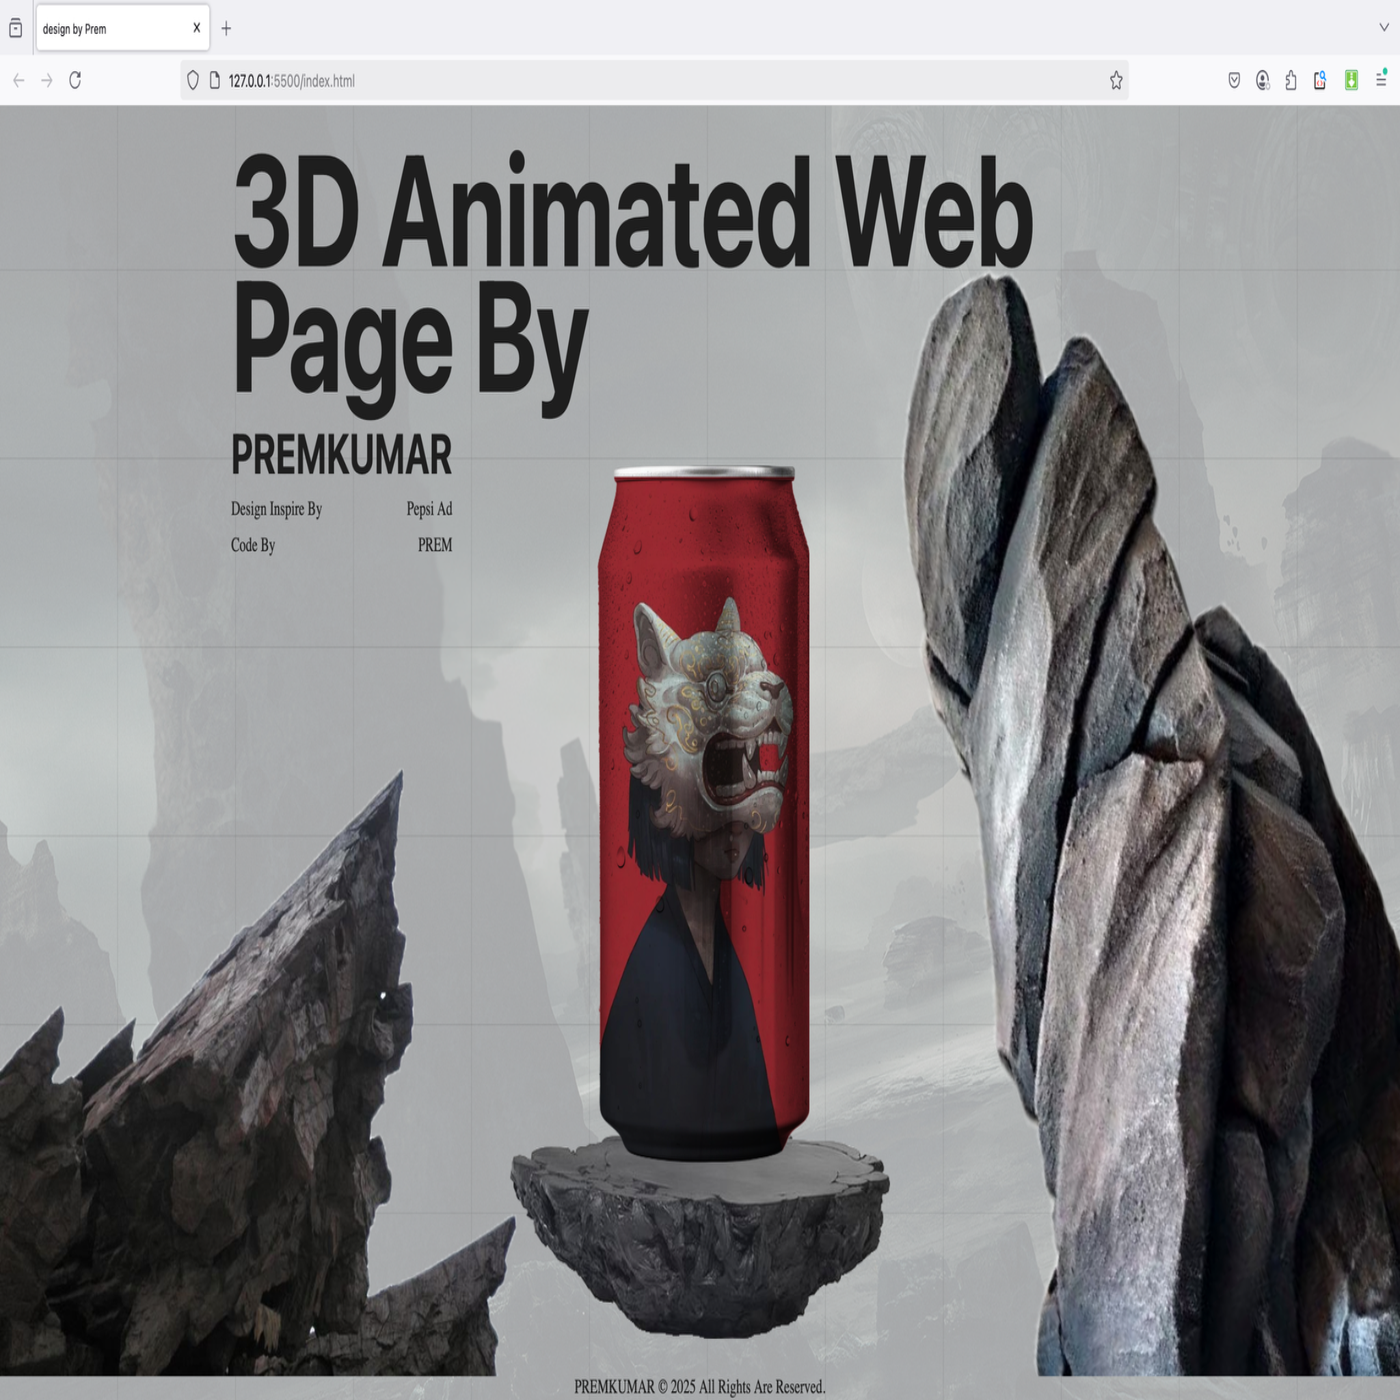 design by Prem
127.0.0.1:5500/index.html
3D Animated Web
Page By
PREMKUMAR
Design Inspire By Pepsi Ad
Code By PREM
PREMKUMAR © 2025 All Rights Are Reserved.